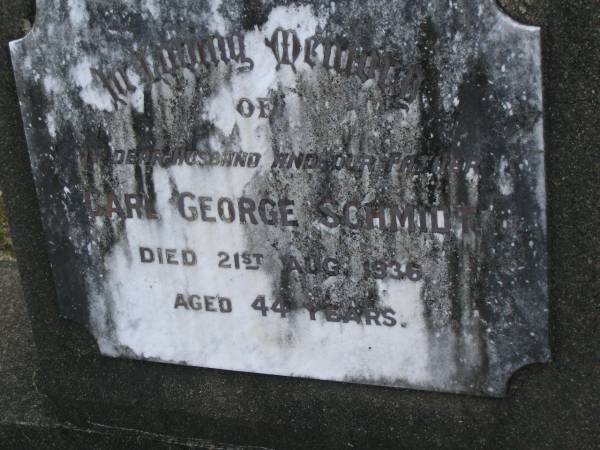 In Loving Memory
OF
MY DEAR HUSBAND AND OUR FATHER
CARL GEORGE SCHMIDT
DIED 21ST AUG. 1936
AGED 44 YEARS.